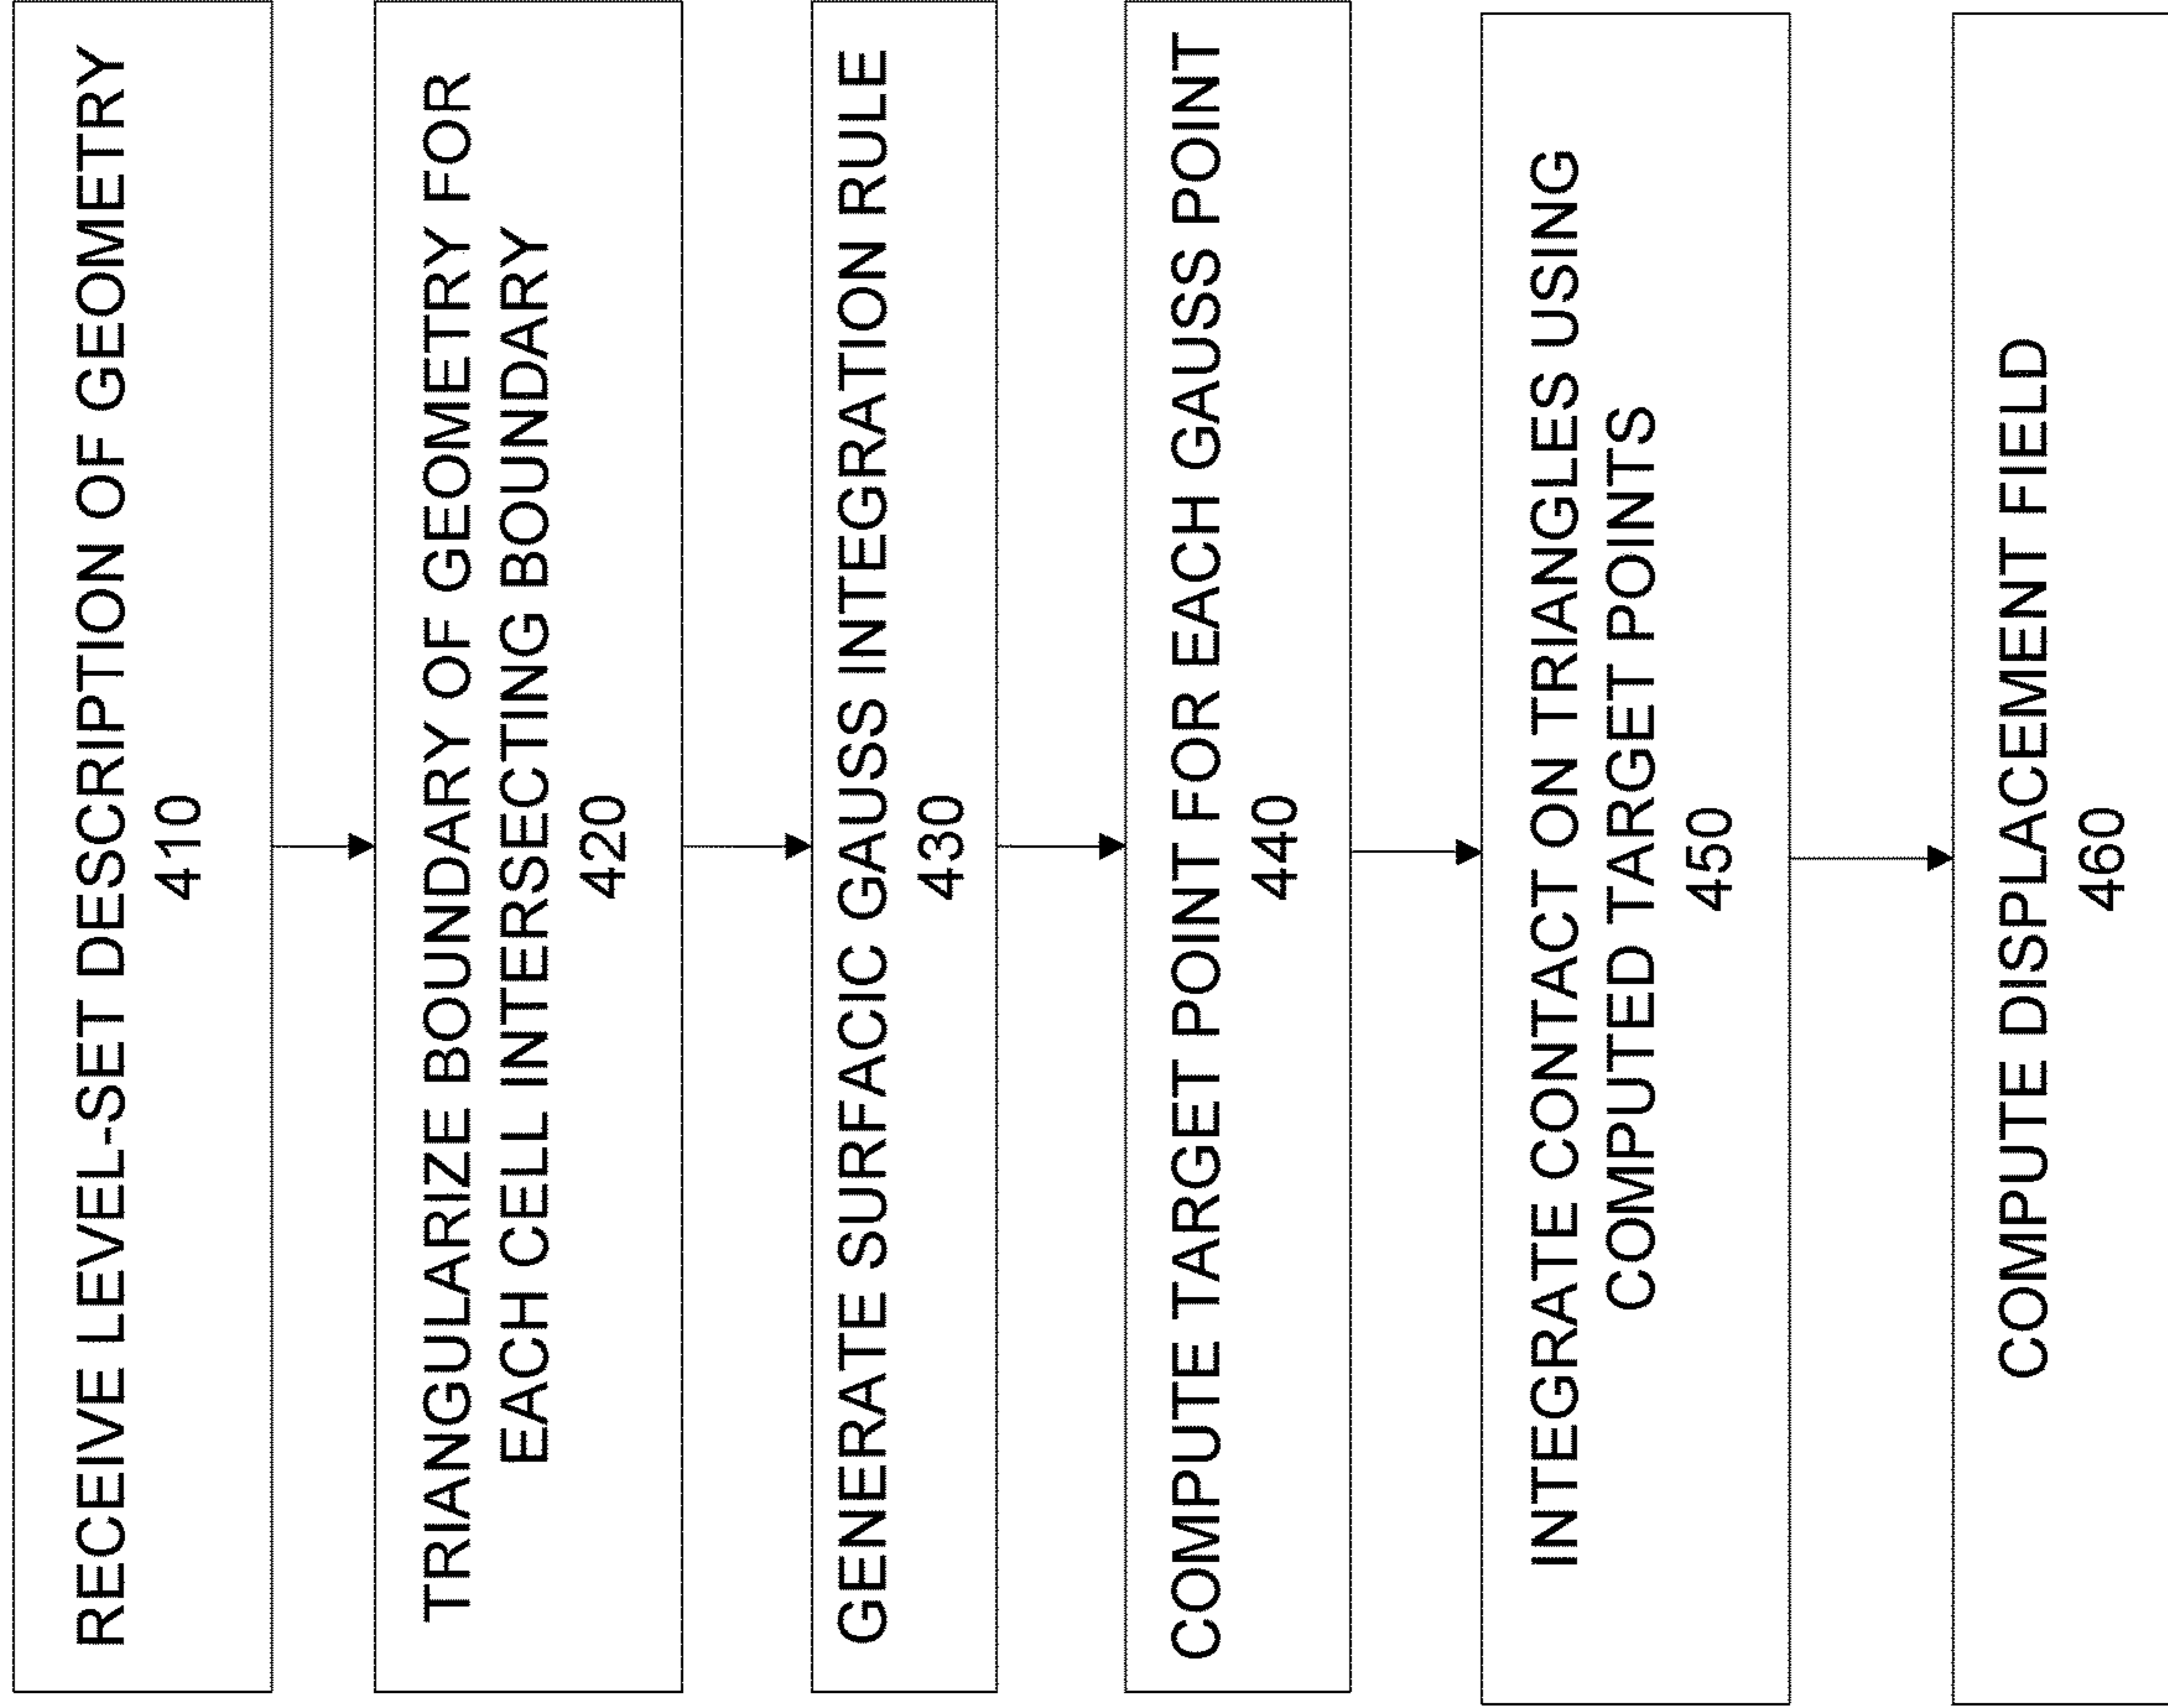 RECEIVE LEVEL-SET DESCRIPTION OF GEOMETRY
410
TRIANGULARIZE BOUNDARY OF GEOMETRY FOR
EACH CELL INTERSECTING BOUNDARY
420
GENERATE SURFACIC GAUSS INTEGRATION RULE
430
COMPUTE TARGET POINT FOR EACH GAUSS POINT
440
INTEGRATE CONTACT ON TRIANGLES USING
COMPUTED TARGET POINTS
450
COMPUTE DISPLACEMENT FIELD
460